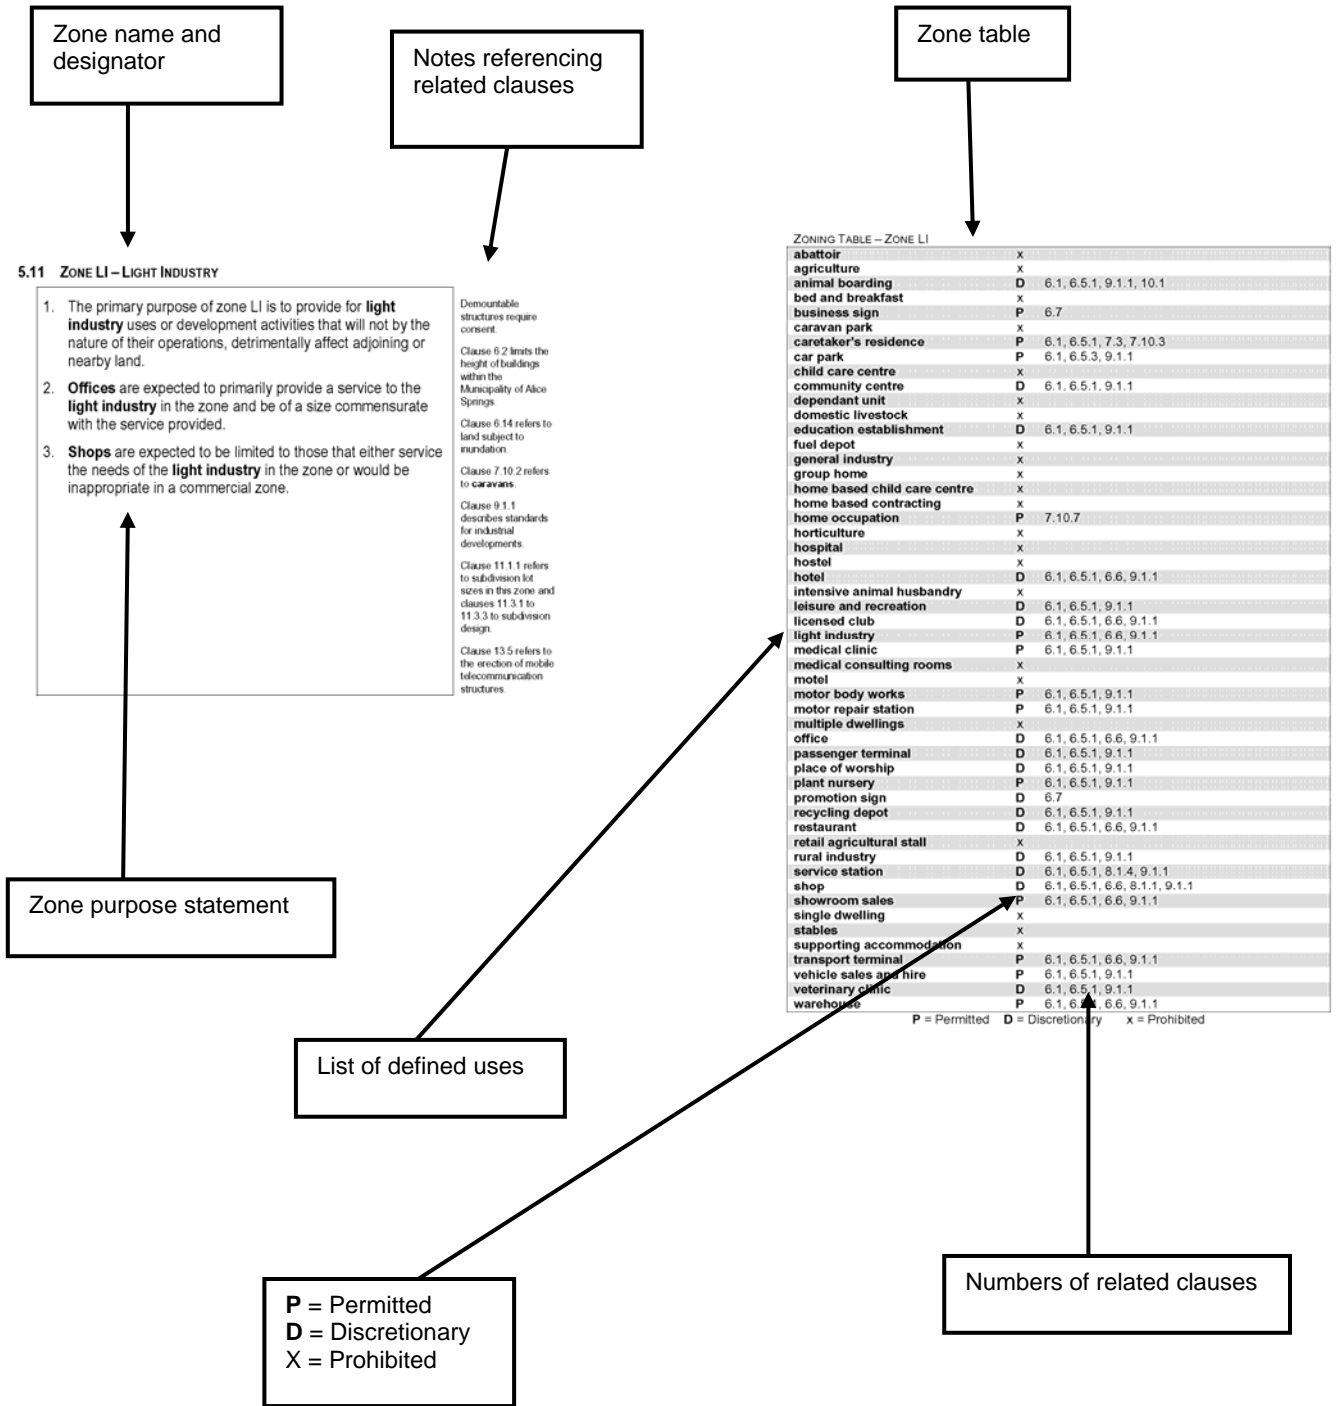 Zone name and
designator
Notes referencing
related clauses
Zone table
5.11 ZONE LI – LIGHT INDUSTRY
1. The primary purpose of zone LI is to provide for light
industry uses or development activities that will not by the
nature of their operations, detrimentally affect adjoining or
nearby land.
2. Offices are expected to primarily provide a service to the
light industry in the zone and be of a size commensurate
with the service provided.
3. Shops are expected to be limited to those that either service
the needs of the light industry in the zone or would be
inappropriate in a commercial zone.
Demountable
structures require
consent.
Clause 6.2 limits the
height of buildings
within the
Municipality of Alice
Springs.
Clause 6.14 refers to
land subject to
inundation.
Clause 7.10.2 refers
to caravans.
Clause 9.1.1
describes standards
for industrial
developments.
Clause 11.1.1 refers
to subdivision lot
sizes in this zone and
clauses 11.3.1 to
11.3.3 to subdivision
design.
Clause 13.5 refers to
the erection of mobile
telecommunication
structures.
ZONING TABLE – ZONE LI
abattoir x
agriculture x
animal boarding D 6.1, 6.5.1, 9.1.1, 10.1
bed and breakfast x
business sign P 6.7
caravan park x
caretaker's residence P 6.1, 6.5.1, 7.3, 7.10.3
car park P 6.1, 6.5.3, 9.1.1
child care centre x
community centre D 6.1, 6.5.1, 9.1.1
dependant unit x
domestic livestock x
education establishment D 6.1, 6.5.1, 9.1.1
fuel depot x
general industry x
group home x
home based child care centre x
home based contracting x
home occupation P 7.10.7
horticulture x
hospital x
hostel x
hotel D 6.1, 6.5.1, 6.6, 9.1.1
intensive animal husbandry x
leisure and recreation D 6.1, 6.5.1, 9.1.1
licensed club D 6.1, 6.5.1, 6.6, 9.1.1
light industry P 6.1, 6.5.1, 6.6, 9.1.1
medical clinic P 6.1, 6.5.1, 9.1.1
medical consulting rooms x
motel x
motor body works P 6.1, 6.5.1, 9.1.1
motor repair station P 6.1, 6.5.1, 9.1.1
multiple dwellings x
office D 6.1, 6.5.1, 6.6, 9.1.1
passenger terminal D 6.1, 6.5.1, 9.1.1
place of worship D 6.1, 6.5.1, 9.1.1
plant nursery P 6.1, 6.5.1, 9.1.1
promotion sign D 6.7
recycling depot D 6.1, 6.5.1, 9.1.1
restaurant D 6.1, 6.5.1, 6.6, 9.1.1
retail agricultural stall x
rural industry D 6.1, 6.5.1, 9.1.1
service station D 6.1, 6.5.1, 8.1.4, 9.1.1
shop D 6.1, 6.5.1, 6.6, 8.1.1, 9.1.1
showroom sales P 6.1, 6.5.1, 6.6, 9.1.1
single dwelling x
stables x
supporting accommodation x
transport terminal P 6.1, 6.5.1, 6.6, 9.1.1
vehicle sales and hire P 6.1, 6.5.1, 9.1.1
veterinary clinic D 6.1, 6.5.1, 9.1.1
warehouse P 6.1, 6.5.1, 6.6, 9.1.1
P = Permitted D = Discretionary x = Prohibited
Zone purpose statement
List of defined uses
P = Permitted
D = Discretionary
X = Prohibited
Numbers of related clauses